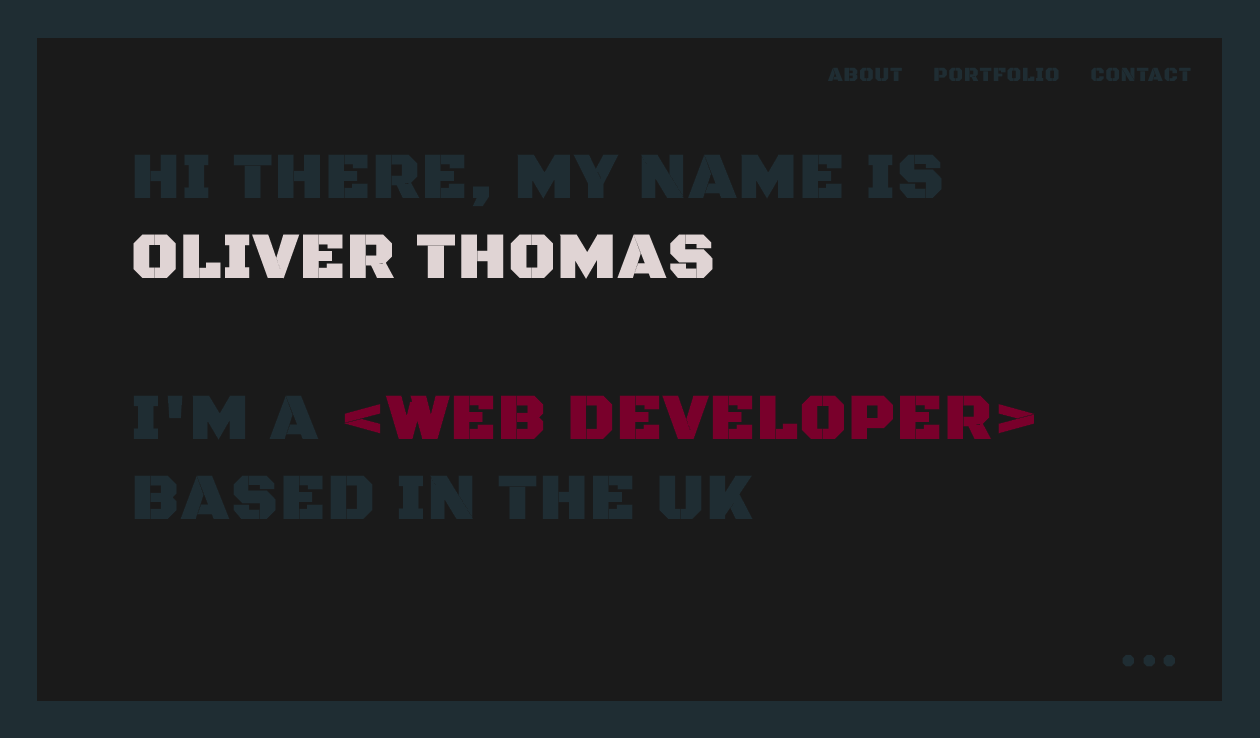 ABOUT PORTFOLIO CONTACT
HI THERE, MY NAME IS
OLIVER THOMAS
I'M A <WEB DEVELOPER>
BASED IN THE UK